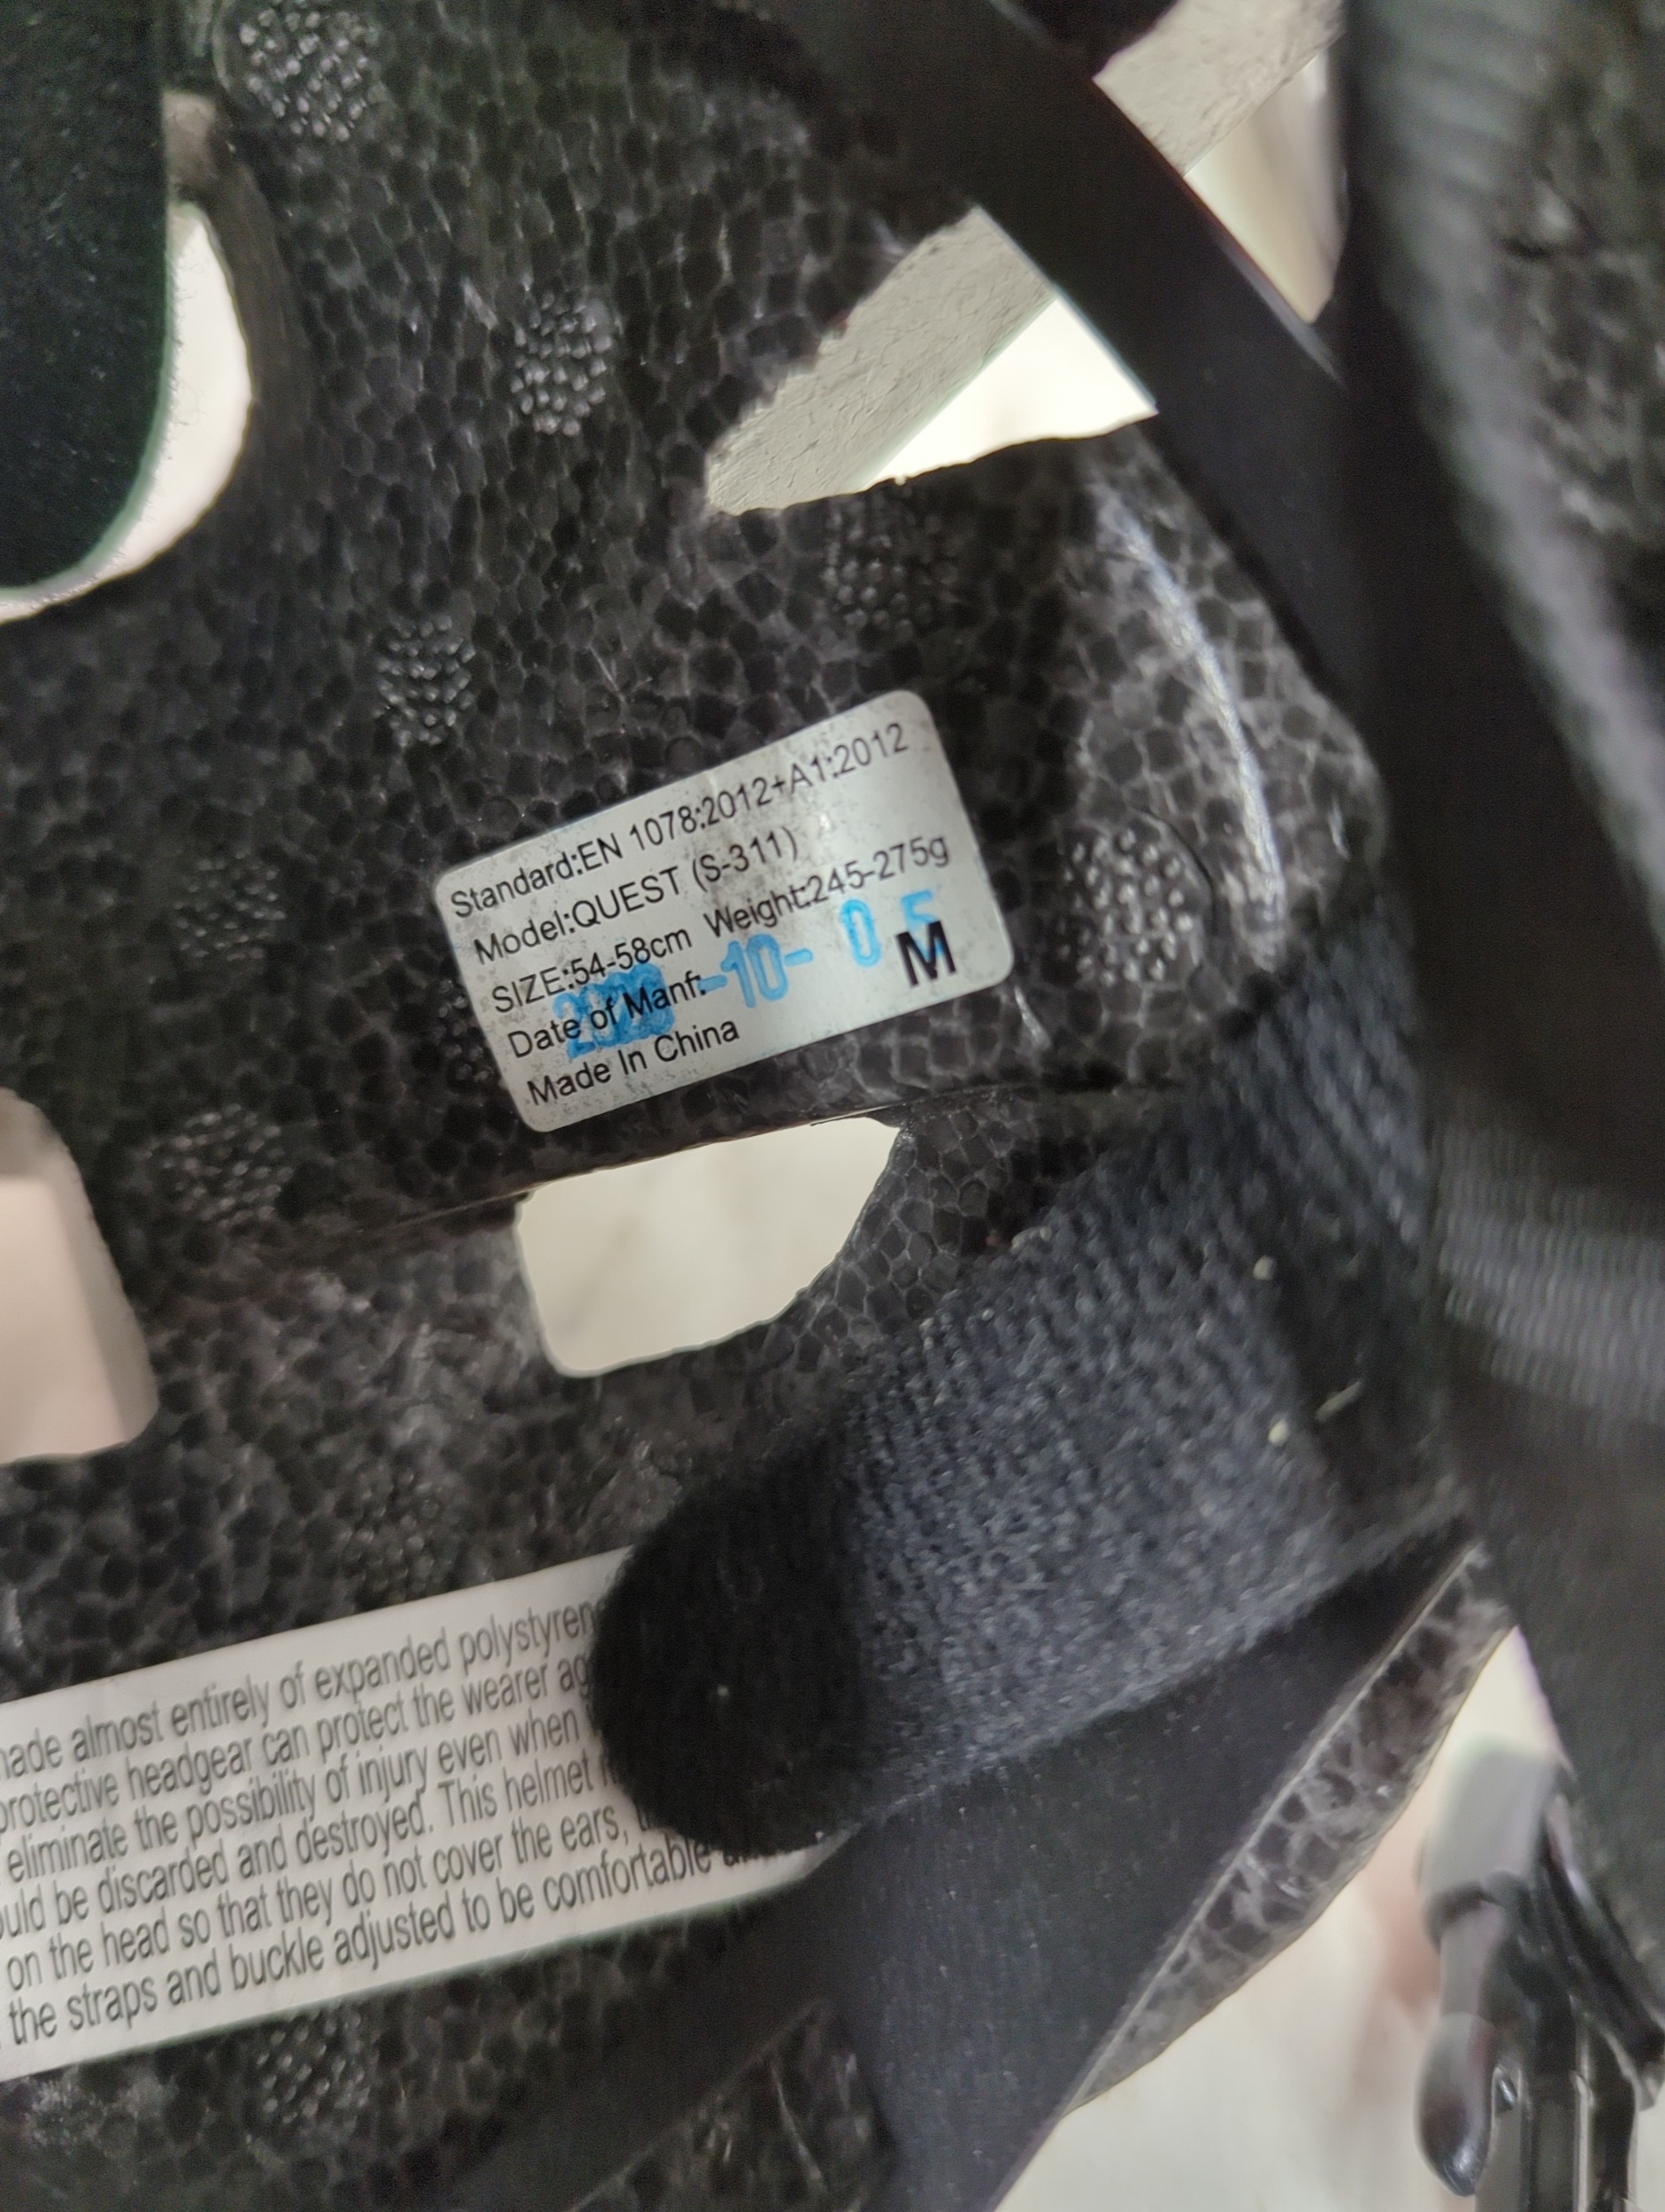 Standard:EN 1078:2012+A1:2012
Model:QUEST (S-311)
SIZE:54-58cm Weight:245-275g
Date of Manf: -10- 0
M
Made In China
made almost entirely of expanded
protective headgear can protect the wearer
eliminate the possibility of injury even when
be discarded and destroyed. This helmet
on the head so that they do not cover the ears,
the straps and buckle adjusted to be comfortable